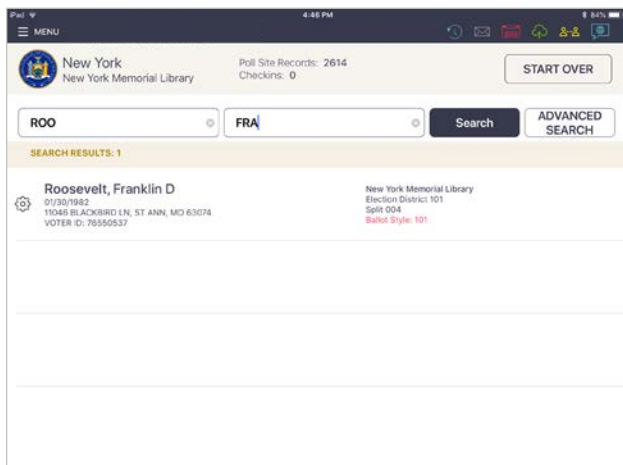 iPad
4:46 PM
84%
MENU
New York
New York Memorial Library
Poll Site Records: 2614
Checkins: 0
START OVER
ROO
FRA
Search
ADVANCED
SEARCH
SEARCH RESULTS: 1
Roosevelt, Franklin D
01/30/1982
11046 BLACKBIRD LN, ST ANN, MO 63074
VOTER ID: 76550537
New York Memorial Library
Election District 101
Split 004
Ballot Style: 101